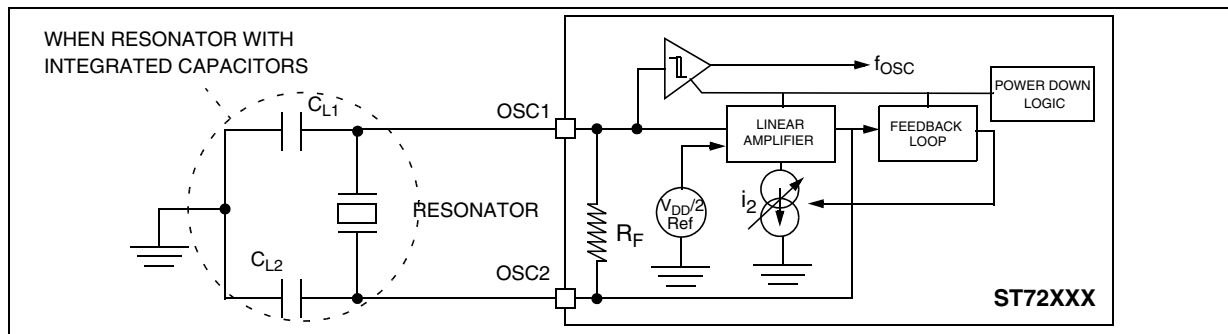 WHEN RESONATOR WITH
INTEGRATED CAPACITORS
CL1
OSC1
fOSC
POWER DOWN
LOGIC
LINEAR
AMPLIFIER
FEEDBACK
LOOP
RESONATOR
RF
VDD/2
Ref
i2
CL2
OSC2
ST72XXX